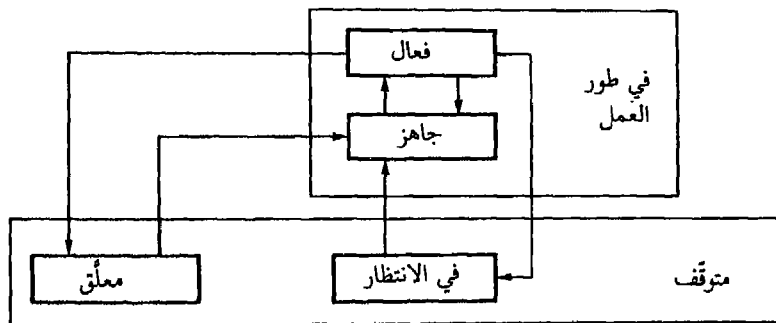 فعال
في طور
العمل
جاهز
متوقّف
في الانتظار
معلّق